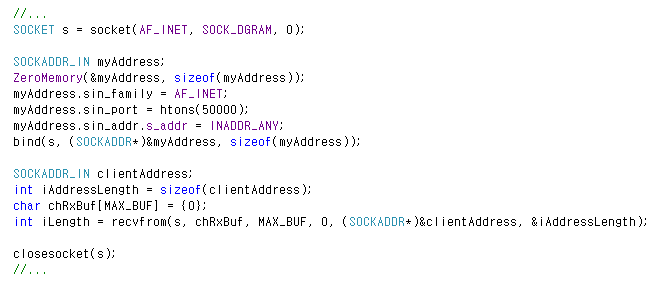 //...
SOCKET s = socket(AF_INET, SOCK_DGRAM, 0);
SOCKADDR_IN myAddress;
ZeroMemory(&myAddress, sizeof(myAddress));
myAddress.sin_family = AF_INET;
myAddress.sin_port = htons(50000);
myAddress.sin_addr.s_addr = INADDR_ANY;
bind(s, (SOCKADDR*)&myAddress, sizeof(myAddress));
SOCKADDR_IN clientAddress;
int iAddressLength = sizeof(clientAddress);
char chRxBuf[MAX_BUF] = {0};
int iLength = recvfrom(s, chRxBuf, MAX_BUF, 0, (SOCKADDR*)&clientAddress, &iAddressLength);
closesocket(s);
//...